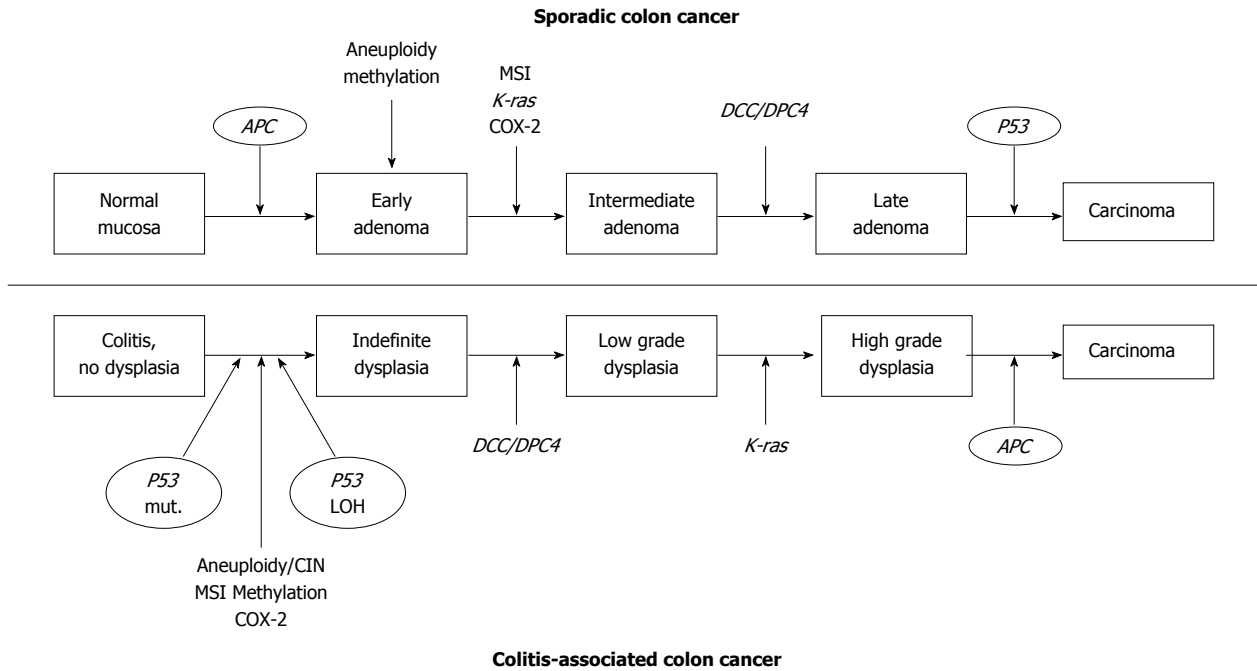 Sporadic colon cancer
Aneuploidy
methylation
MSI
K-ras
COX-2
DCC/DPC4
APC
P53
Normal
mucosa
Early
adenoma
Intermediate
adenoma
Late
adenoma
Carcinoma
Colitis,
no dysplasia
Indefinite
dysplasia
Low grade
dysplasia
High grade
dysplasia
Carcinoma
DCC/DPC4
K-ras
APC
P53
mut.
P53
LOH
Aneuploidy/CIN
MSI Methylation
COX-2
Colitis-associated colon cancer